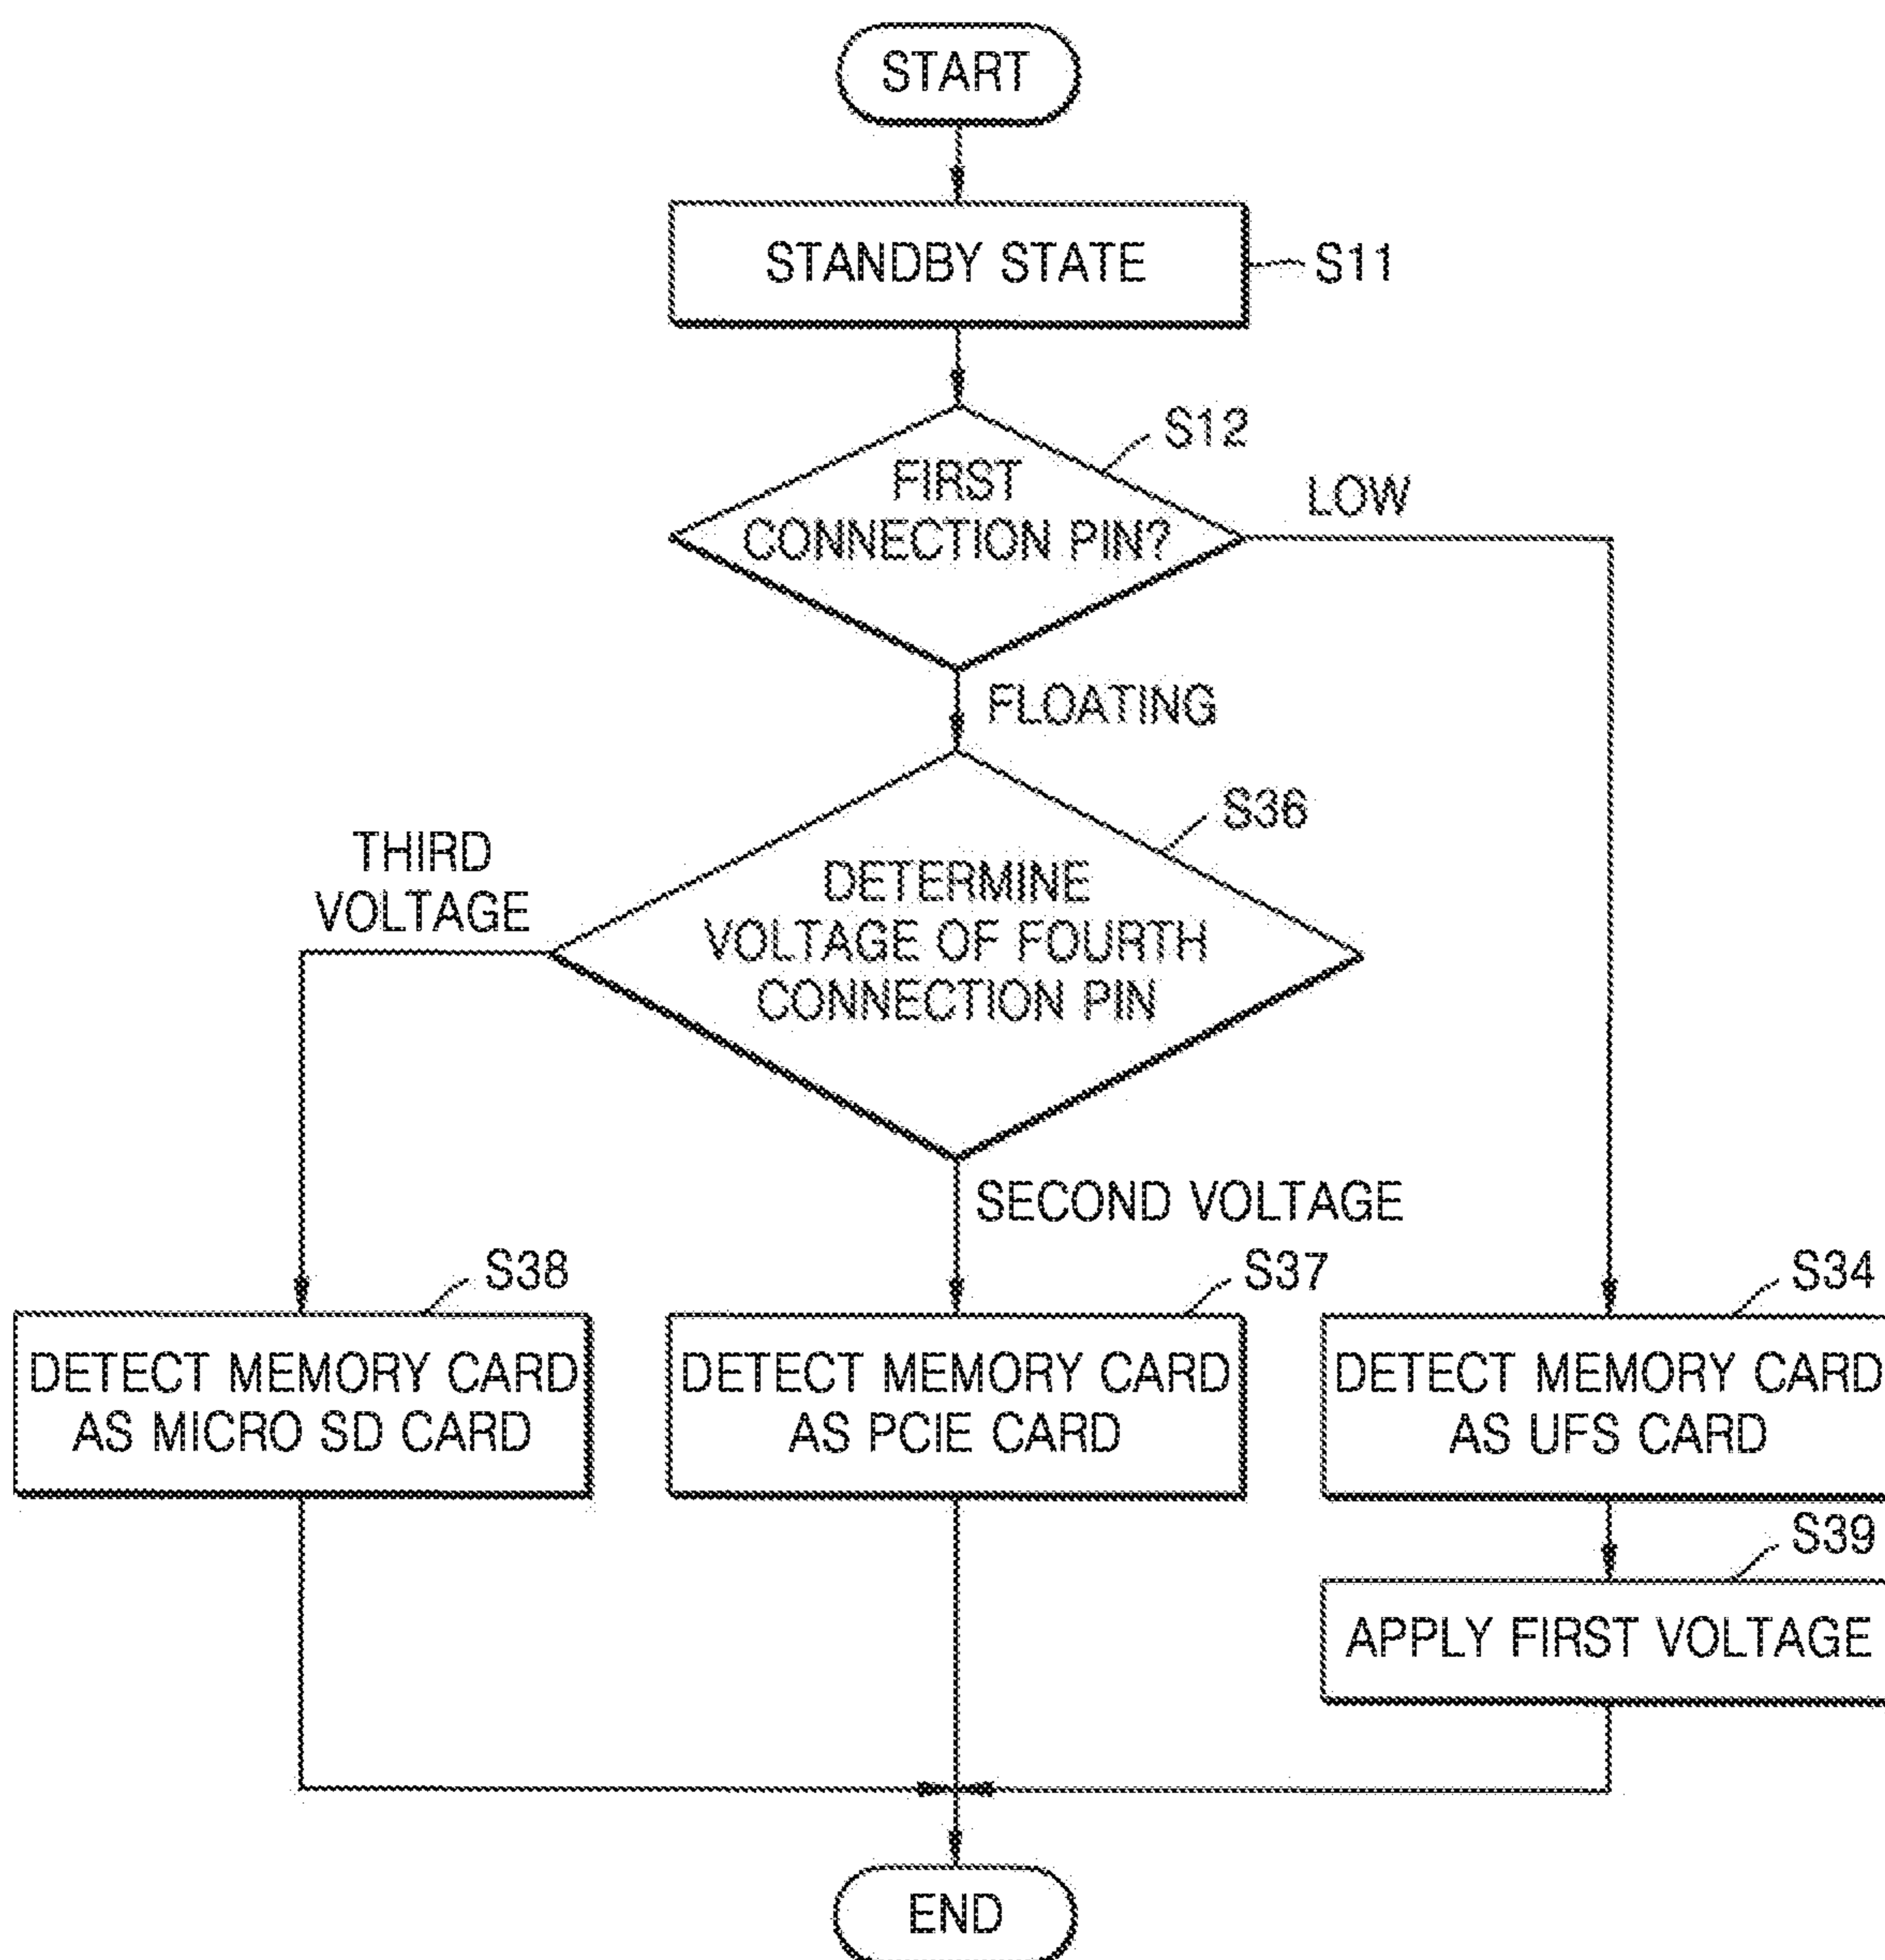 START
STANDBY STATE
S11
S12
FIRST
CONNECTION PIN?
LOW
FLOATING
S36
THIRD
VOLTAGE
DETERMINE
VOLTAGE OF FOURTH
CONNECTION PIN
SECOND VOLTAGE
S38
DETECT MEMORY CARD
AS MICRO SD CARD
S37
DETECT MEMORY CARD
AS PCIE CARD
S34
DETECT MEMORY CARD
AS UFS CARD
S39
APPLY FIRST VOLTAGE
END